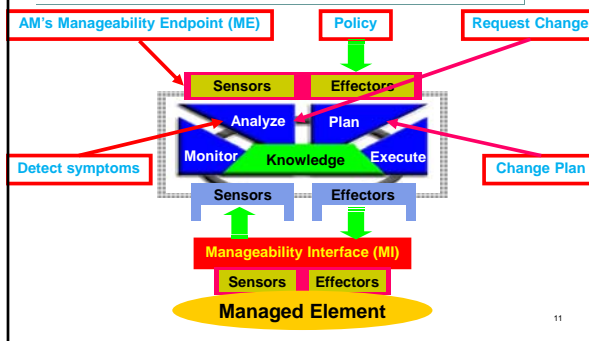 AM's Manageability Endpoint (ME)
Policy
Request Change
Sensors
Effectors
Analyze
Plan
Monitor
Knowledge
Execute
Detect symptoms
Change Plan
Sensors
Effectors
Manageability Interface (MI)
Sensors
Effectors
Managed Element
11